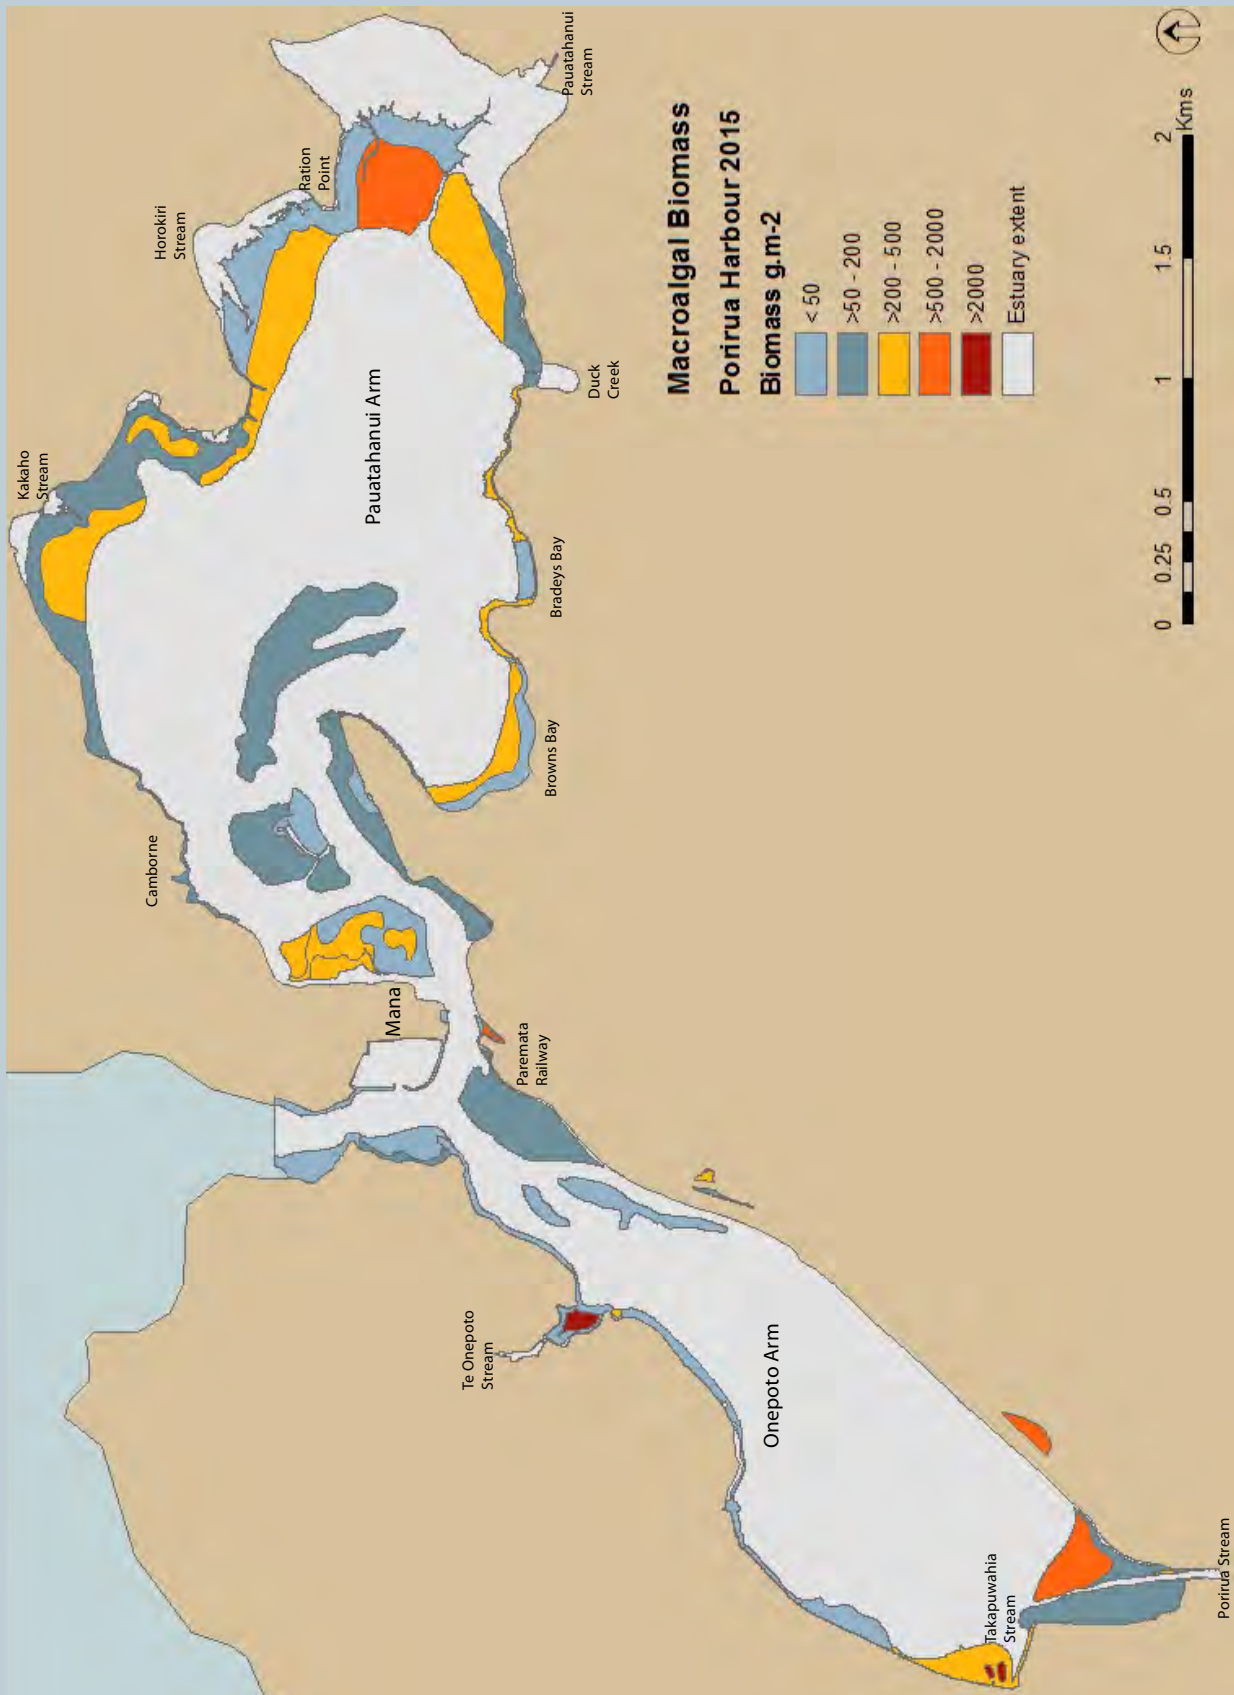 Pauatahanui
Stream
Ration
Point
Horokiri
Stream
Kakaho
Stream
Pauatahanui Arm
Duck
Creek
Bradeys Bay
Browns Bay
Camborne
Mana
Paremata
Railway
Te Onepoto
Stream
Onepoto Arm
Takapuwahia
Stream
Porirua Stream
Macroalgal Biomass
Porirua Harbour 2015
Biomass g.m-2
< 50
>50 - 200
>200 - 500
>500 - 2000
>2000
Estuary extent
0 0.25 0.5 1 1.5 2
Kms